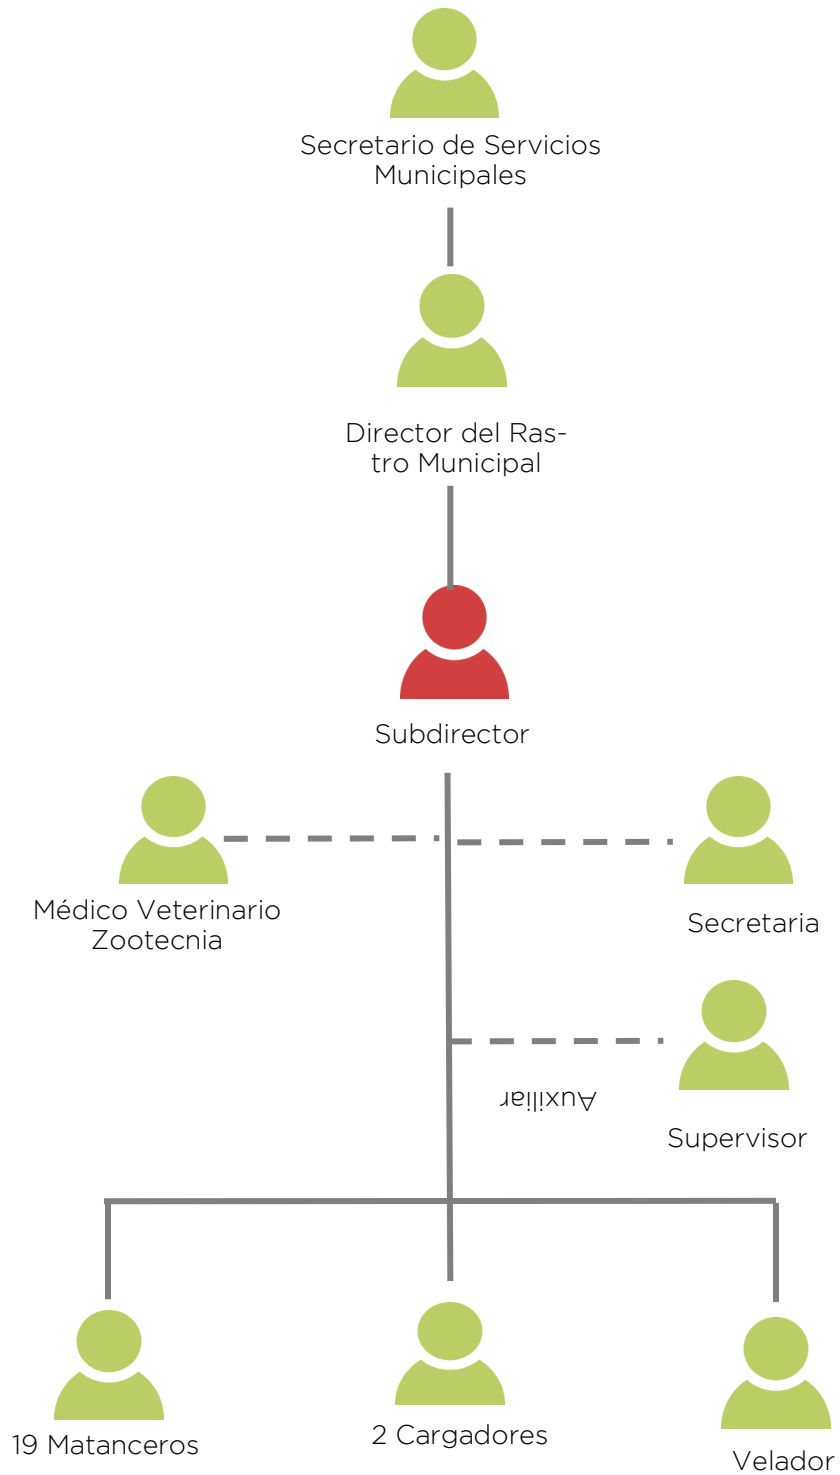 Secretario de Servicios
Municipales
Director del Ras-
tro Municipal
Subdirector
Médico Veterinario
Zootecnia
Secretaria
Auxiliar
Supervisor
19 Matanceros
2 Cargadores
Velador